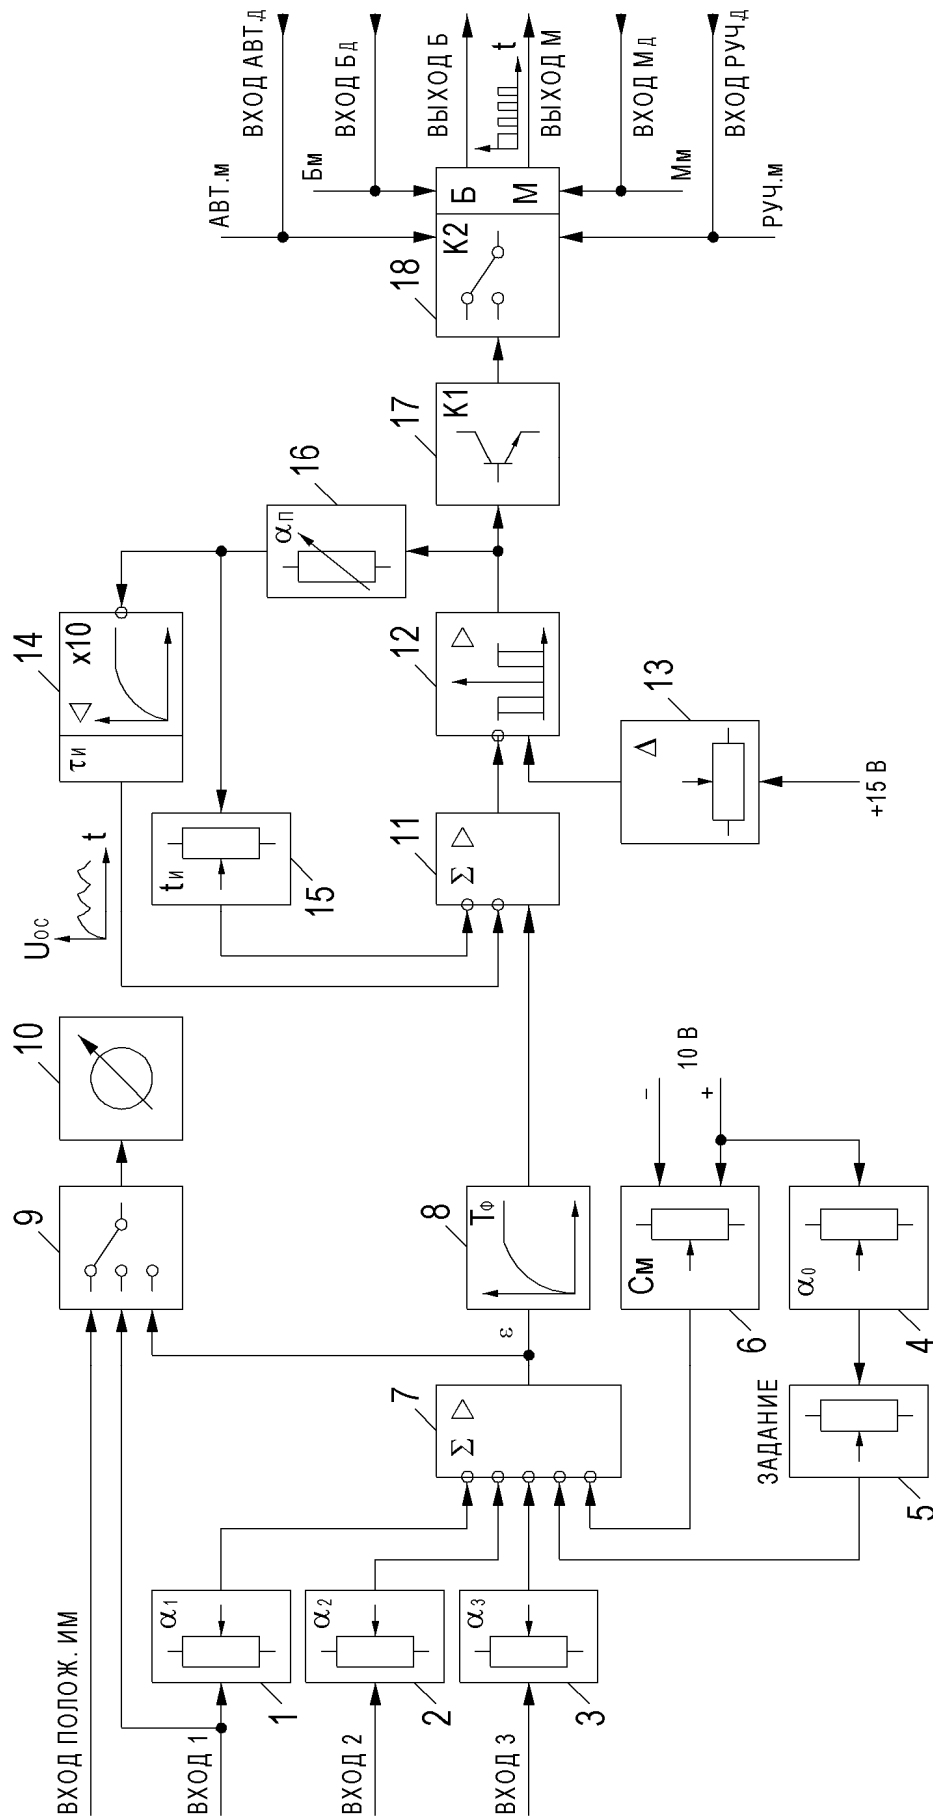 ВХОД ПОЛОЖ. ИМ
ВХОД 1
ВХОД 2
ВХОД 3
α1
1
α2
2
α3
3
7
Σ ▷
ε
ЗАДАНИЕ
5
α0
4
См
6
-
+
10 В
8
Tф
9
10
Uос
t
τи
◁
x10
14
tи
15
αп
16
11
Σ ▷
12
▷
13
Δ
+15 В
17
К1
18
К2
Б
М
АВТ.м
Бм
Мм
РУЧ.м
ВХОД АВТ.д
ВХОД Бд
ВЫХОД Б
t
ВЫХОД М
ВХОД Мд
ВХОД РУЧ.д